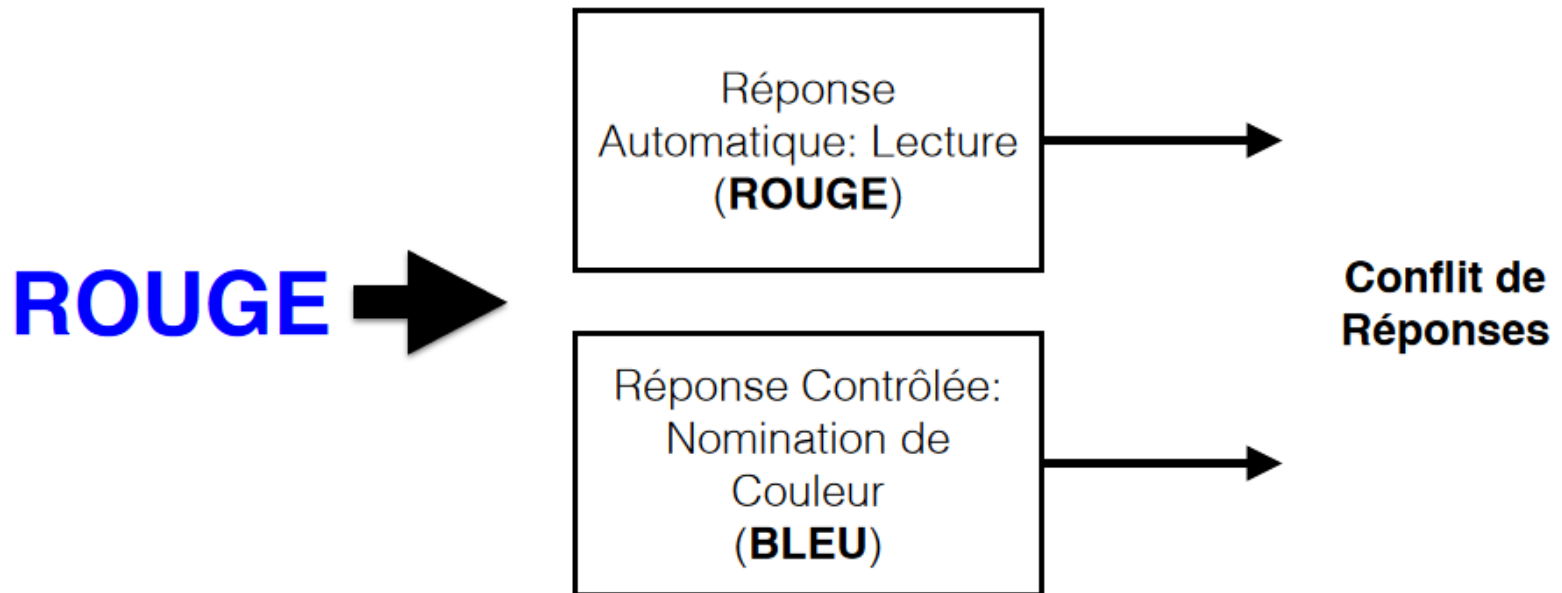 ROUGE
Réponse
Automatique: Lecture
(ROUGE)
Réponse Contrôlée:
Nomination de
Couleur
(BLEU)
Conflit de
Réponses